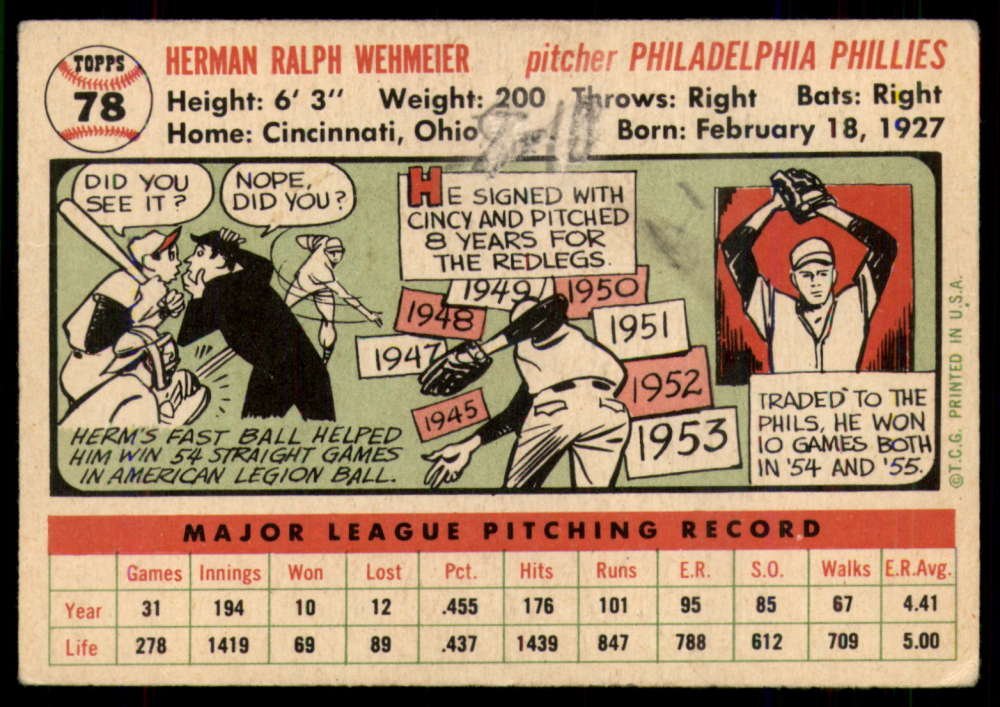 TOPPS
78
HERMAN RALPH WEHMEIER pitcher PHILADELPHIA PHILLIES
Height: 6' 3" Weight: 200 Throws: Right Bats: Right
Home: Cincinnati, Ohio Born: February 18, 1927
DID YOU
SEE IT?
NOPE,
DID YOU?
HERM'S FAST BALL HELPED
HIM WIN 54 STRAIGHT GAMES
IN AMERICAN LEGION BALL.
HE SIGNED WITH
CINCY AND PITCHED
8 YEARS FOR
THE REDLEGS.
1945
1947
1948
1949
1950
1951
1952
1953
TRADED TO THE
PHILS, HE WON
10 GAMES BOTH
IN '54 AND '55.
©T.C.G. PRINTED IN U.S.A.
MAJOR LEAGUE PITCHING RECORD
Games Innings Won Lost Pct. Hits Runs E.R. S.O. Walks E.R.Avg.
Year 31 194 10 12 .455 176 101 95 85 67 4.41
Life 278 1419 69 89 .437 1439 847 788 612 709 5.00